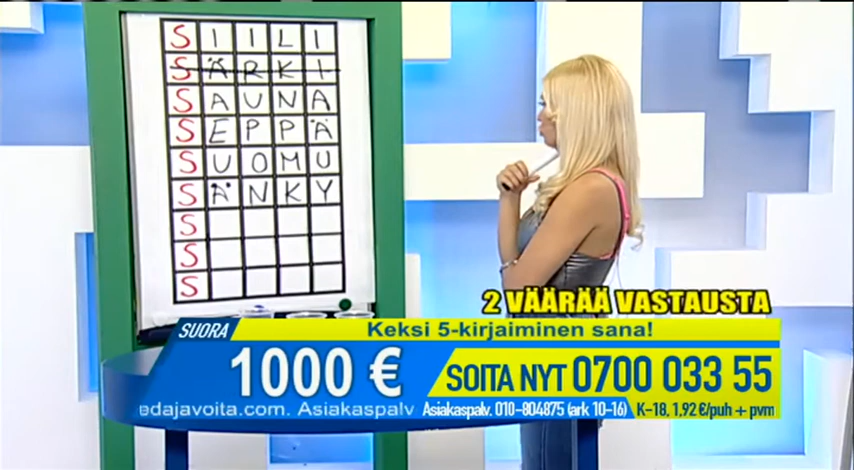 SIILI
SÄRKI
SAUNA
SEPPÄ
SUOMU
SÄNKY
S
S
S
2 VÄÄRÄÄ VASTAUSTA
SUORA
Keksi 5-kirjaiminen sana!
1000 €
SOITA NYT 0700 033 55
edajavoita.com. Asiakaspalv
Asiakaspalv. 010-804875 (ark 10-16)
K-18, 1,92 €/puh + pvm